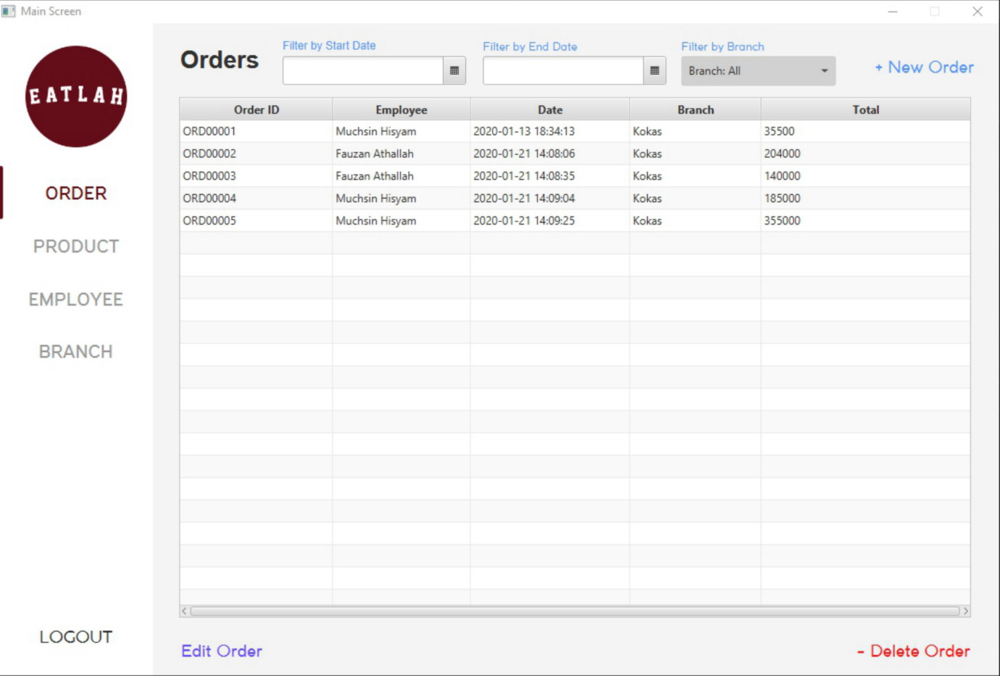 Main Screen
EATLAH
ORDER
PRODUCT
EMPLOYEE
BRANCH
LOGOUT
Orders
Filter by Start Date
Filter by End Date
Filter by Branch
Branch: All
+ New Order
Order ID Employee Date Branch Total
ORD00001 Muchsin Hisyam 2020-01-13 18:34:13 Kokas 35500
ORD00002 Fauzan Athallah 2020-01-21 14:08:06 Kokas 204000
ORD00003 Fauzan Athallah 2020-01-21 14:08:35 Kokas 140000
ORD00004 Muchsin Hisyam 2020-01-21 14:09:04 Kokas 185000
ORD00005 Muchsin Hisyam 2020-01-21 14:09:25 Kokas 355000
Edit Order
- Delete Order